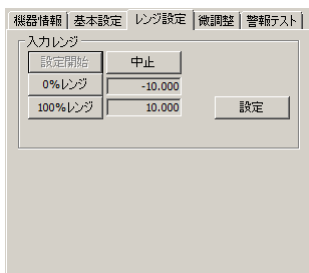 機器情報 基本設定 レンジ設定 微調整 警報テスト
入力レンジ
設定開始 中止
0%レンジ -10.000
100%レンジ 10.000 設定